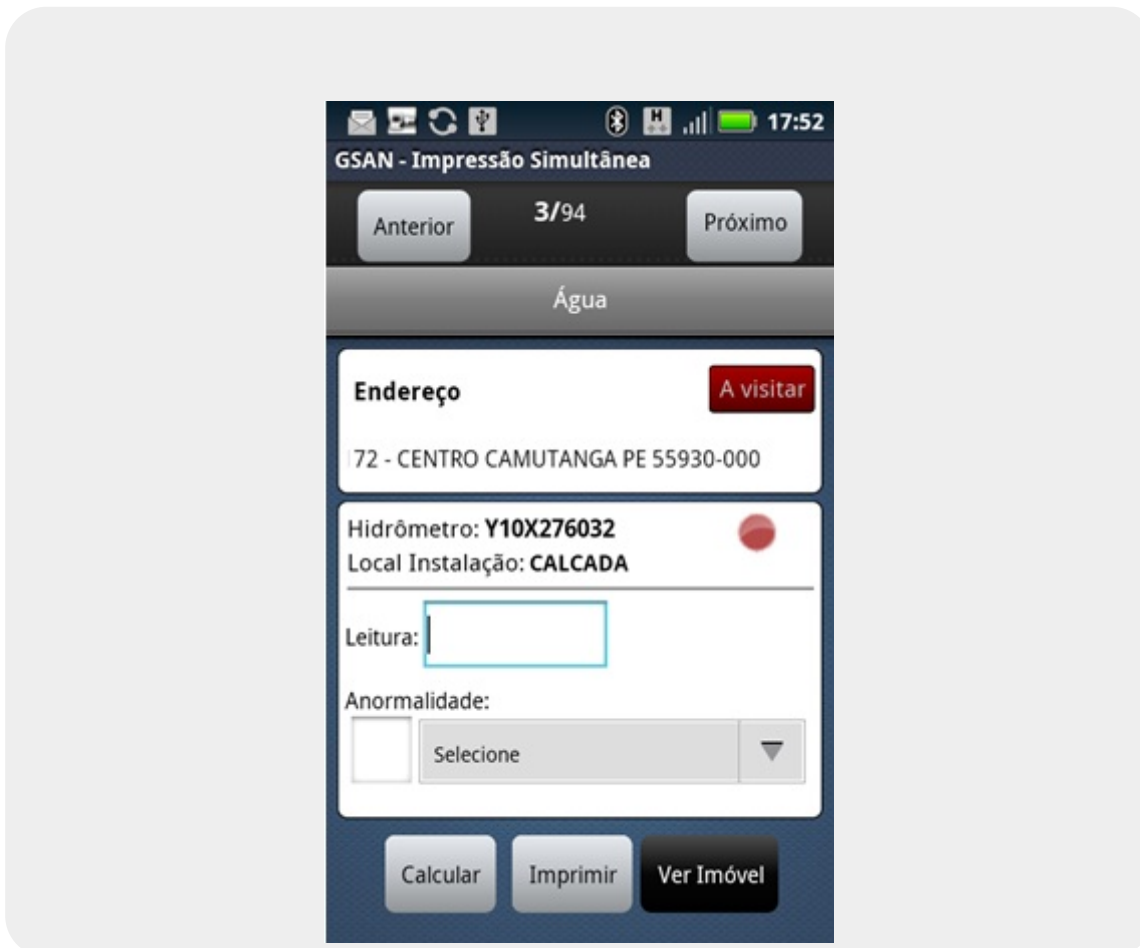 17:52
GSAN - Impressão Simultânea
Anterior 3/94 Próximo
Água
Endereço A visitar
72 - CENTRO CAMUTANGA PE 55930-000
Hidrômetro: Y10X276032
Local Instalação: CALCADA
Leitura:
Anormalidade:
Selecione
Calcular Imprimir Ver Imóvel